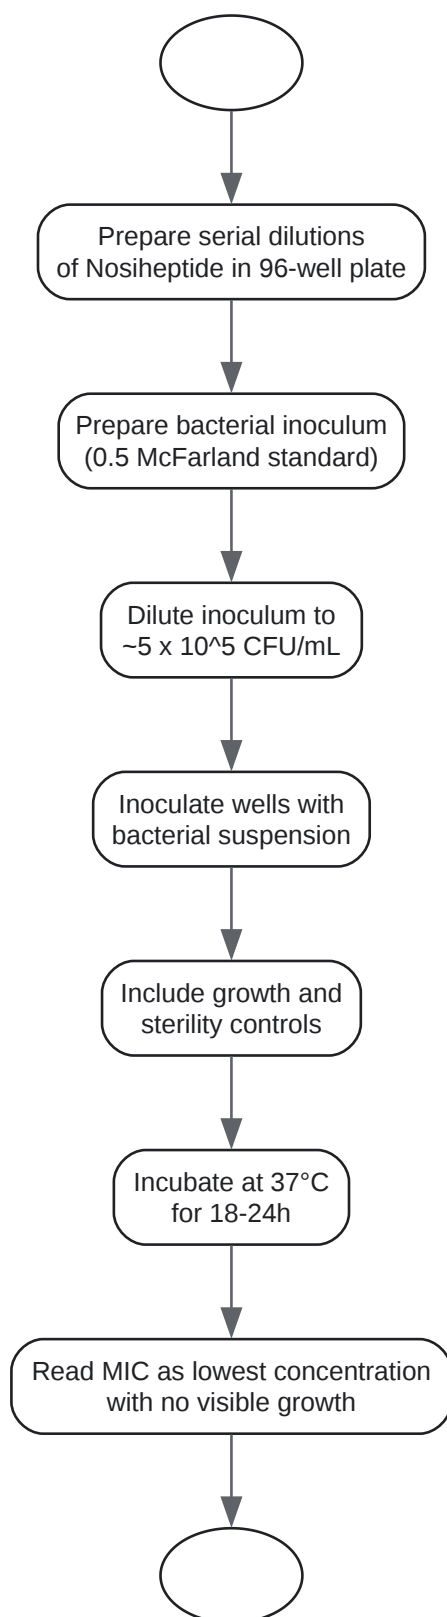 Prepare serial dilutions
of Nosiheptide in 96-well plate
Prepare bacterial inoculum
(0.5 McFarland standard)
Dilute inoculum to
~5 x 10^5 CFU/mL
Inoculate wells with
bacterial suspension
Include growth and
sterility controls
Incubate at 37°C
for 18-24h
Read MIC as lowest concentration
with no visible growth